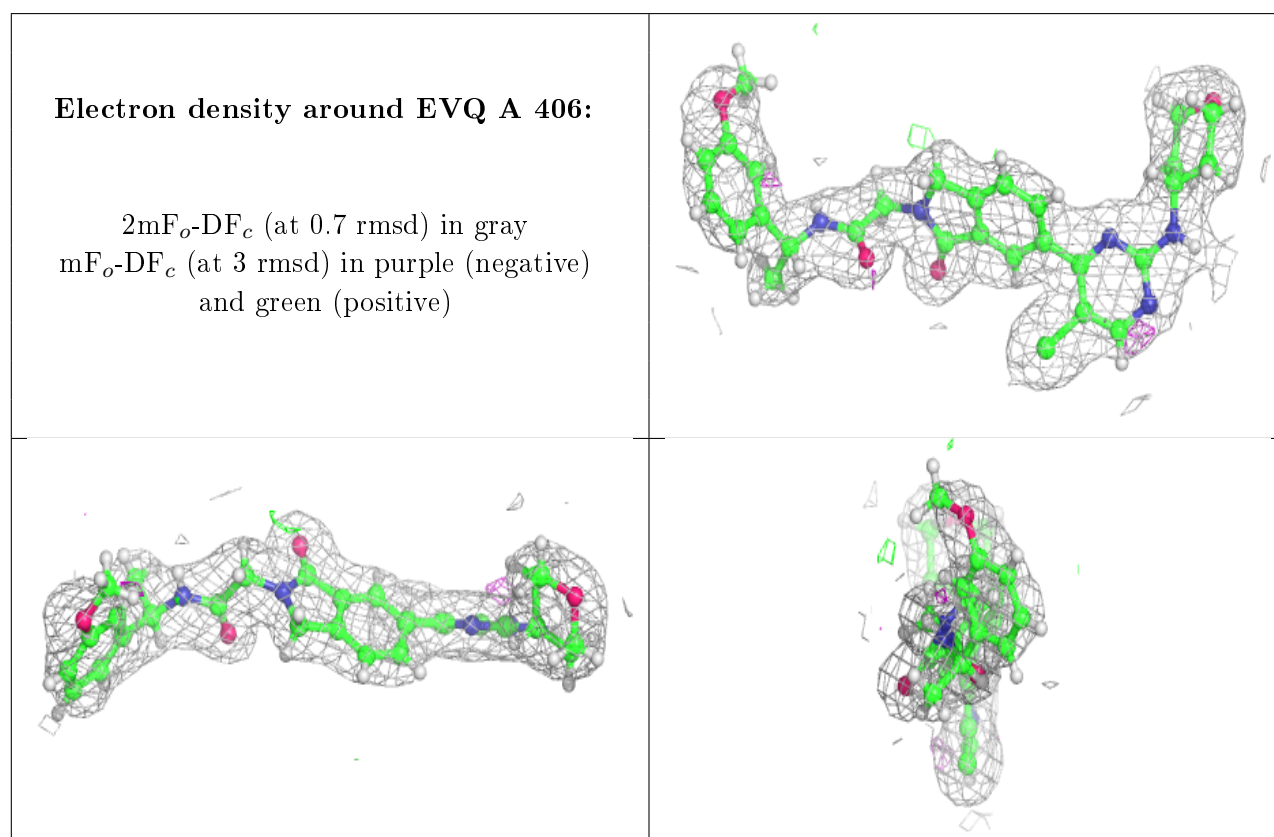 Electron density around EVQ A 406:
2mFo-DFc (at 0.7 rmsd) in gray
mFo-DFc (at 3 rmsd) in purple (negative)
and green (positive)